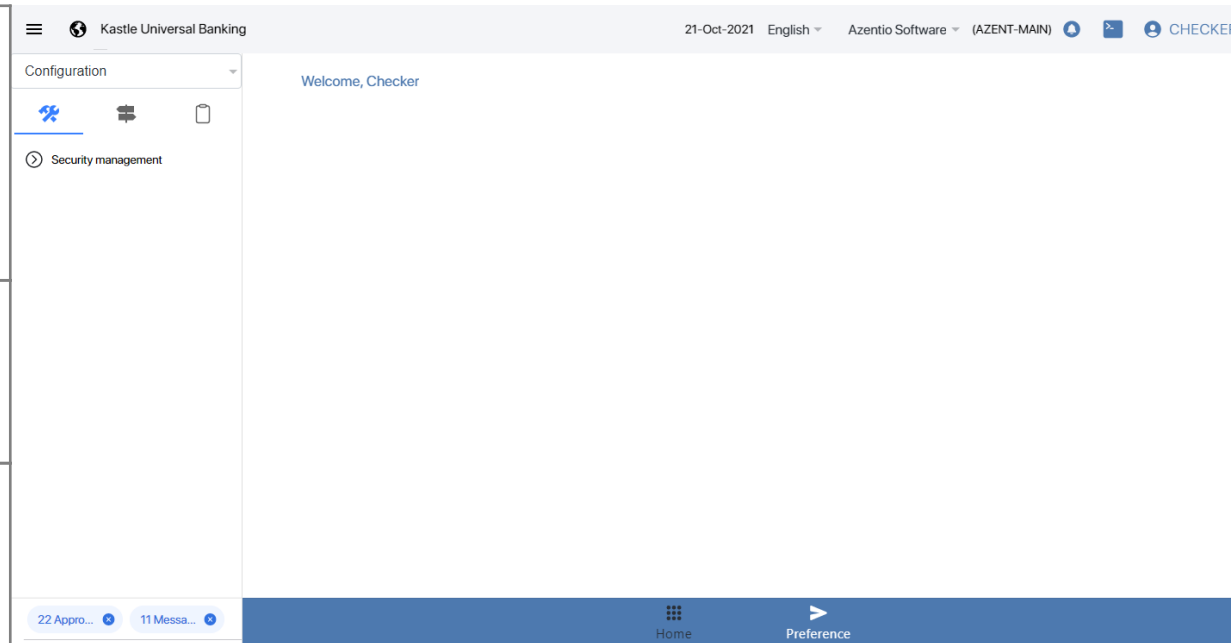 Kastle Universal Banking
21-Oct-2021 English Azentio Software (AZENT-MAIN) CHECKER
Configuration
Welcome, Checker
Security management
22 Appro... 11 Messa...
Home Preference